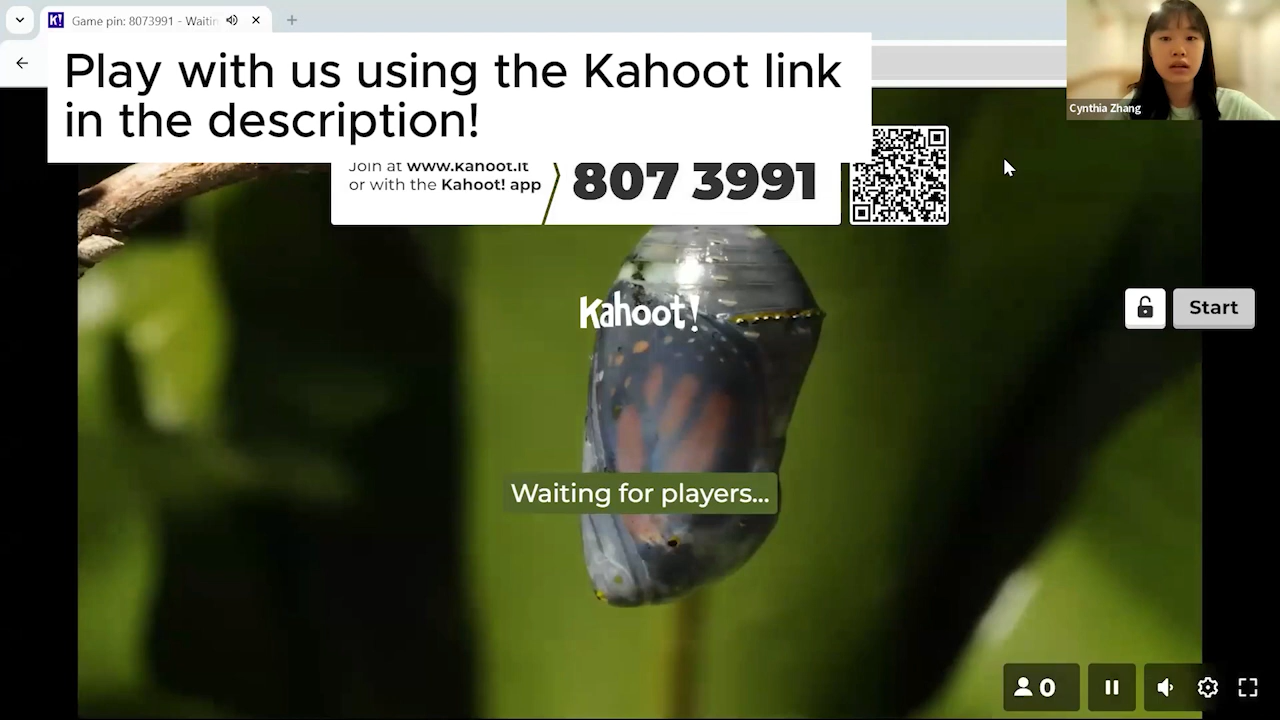 Game pin: 8073991 - Waitin
Play with us using the Kahoot link
in the description!
Cynthia Zhang
Join at www.kahoot.it
or with the Kahoot! app
807 3991
Kahoot!
Start
Waiting for players...
0